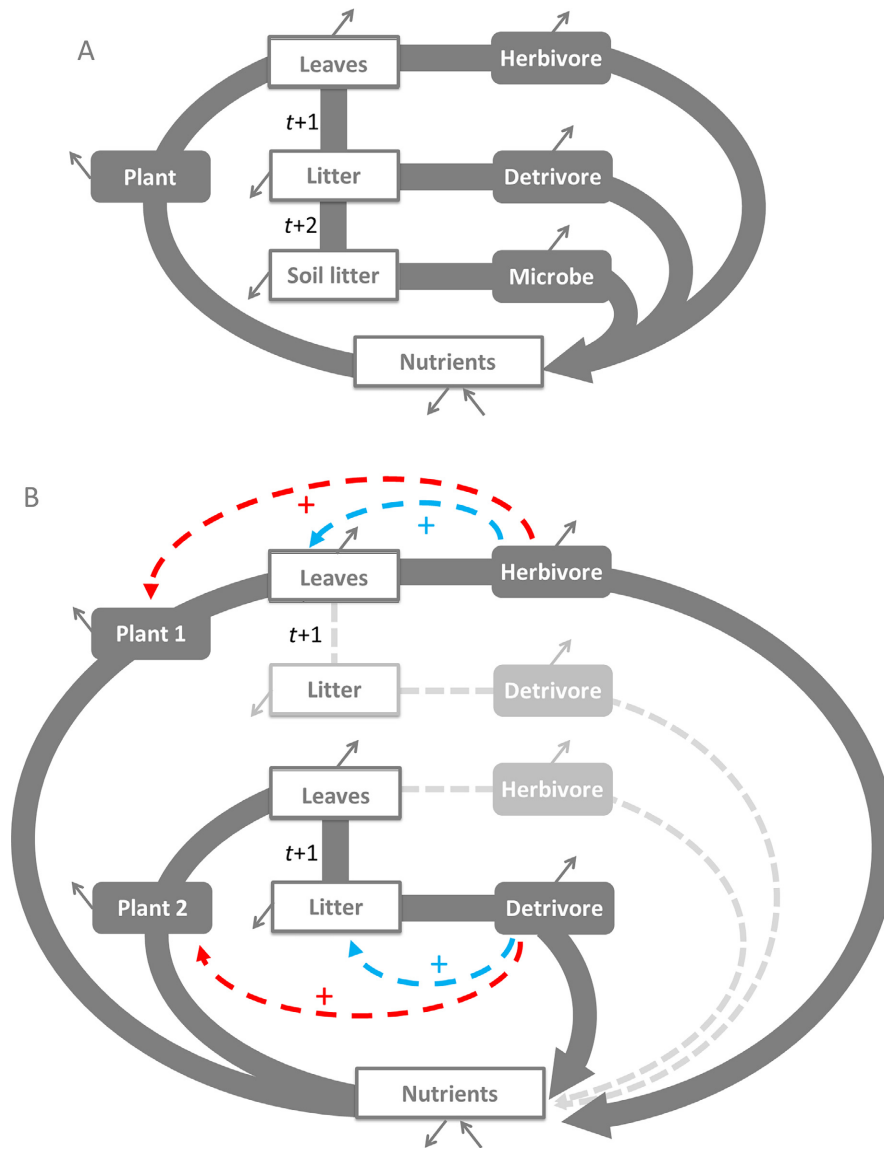 A
Leaves
Herbivore
t+1
Plant
Litter
Detrivore
t+2
Soil litter
Microbe
Nutrients
B
+
+
Leaves
Herbivore
Plant 1
t+1
Litter
Detrivore
Leaves
Herbivore
t+1
Plant 2
Litter
Detrivore
+
+
Nutrients